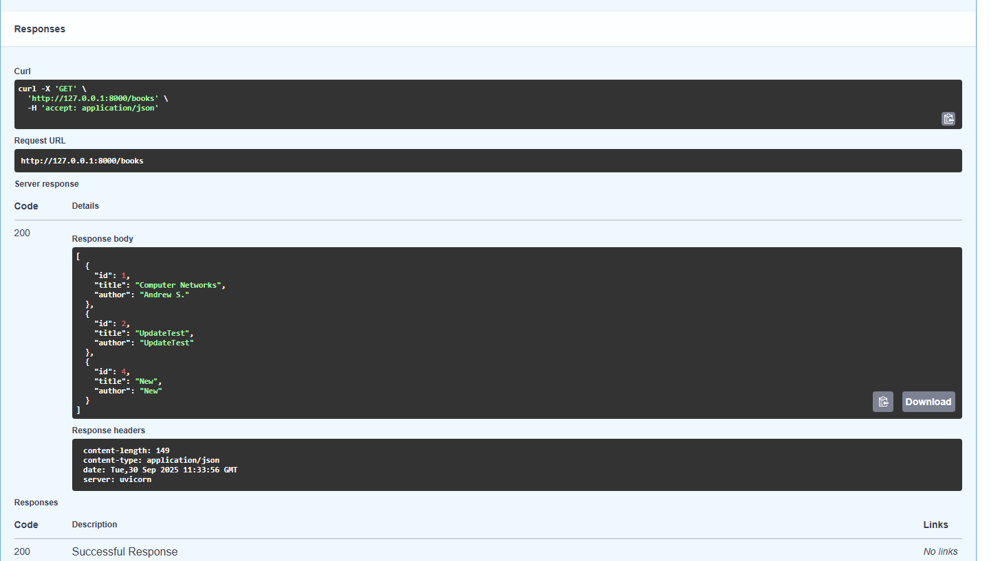 Responses
Curl
curl -X 'GET' \
  'http://127.0.0.1:8000/books' \
  -H 'accept: application/json'
Request URL
http://127.0.0.1:8000/books
Server response
Code Details
200
Response body
[
  {
    "id": 1,
    "title": "Computer Networks",
    "author": "Andrew S."
  },
  {
    "id": 2,
    "title": "UpdateTest",
    "author": "UpdateTest"
  },
  {
    "id": 4,
    "title": "New",
    "author": "New"
  }
]
Download
Response headers
content-length: 149
content-type: application/json
date: Tue,30 Sep 2025 11:33:56 GMT
server: uvicorn
Responses
Code Description Links
200 Successful Response No links